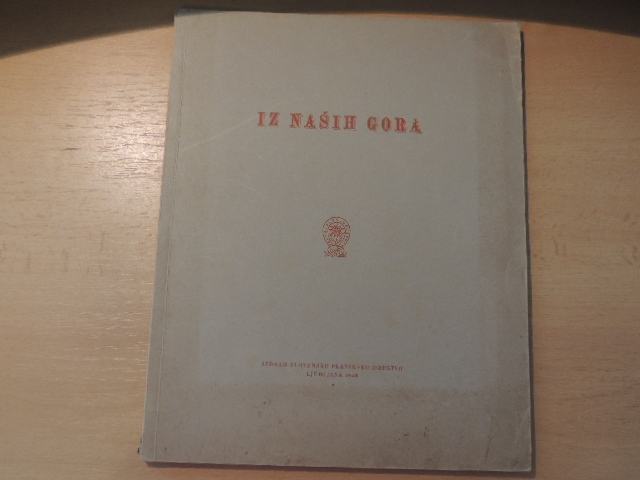 IZ NAŠIH GORA
IZDALO SLOVENSKO PLANINSKO DRUŠTVO
LJUBLJANA